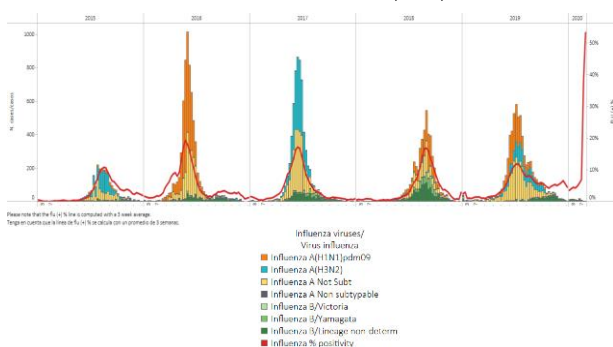 2015 2016 2017 2018 2019 2020
1000
800
600
400
200
0
50%
40%
30%
20%
10%
0%
Please note that the flu (+) % line is computed with a 3 week average.
Tenga en cuenta que la línea de flu (+) % se calcula con un promedio de 3 semanas.
Influenza viruses/
Virus influenza
Influenza A(H1N1)pdm09
Influenza A(H3N2)
Influenza A Not Subt
Influenza A Non subtypable
Influenza B/Victoria
Influenza B/Yamagata
Influenza B/Lineage non-determ
Influenza % positivity